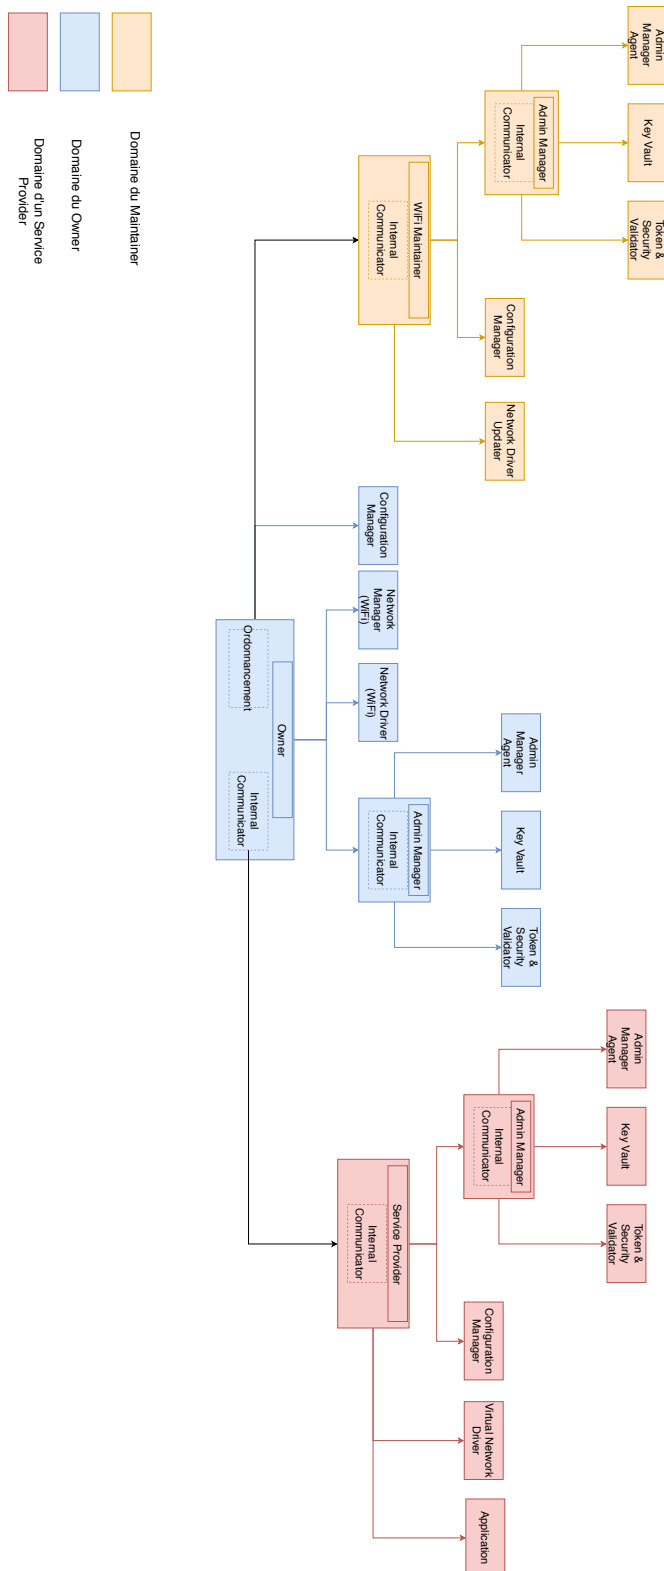 Admin
Manager
Agent
Key Vault
Token &
Security
Validator
Admin Manager
Internal
Communicator
Configuration
Manager
Network Driver
Updater
WiFi Maintainer
Internal
Communicator
Admin
Manager
Agent
Key Vault
Token &
Security
Validator
Configuration
Manager
Network
Manager
(WiFi)
Network Driver
(WiFi)
Admin Manager
Internal
Communicator
Owner
Ordonnancement
Internal
Communicator
Admin
Manager
Agent
Key Vault
Token &
Security
Validator
Admin Manager
Internal
Communicator
Configuration
Manager
Virtual Network
Driver
Application
Service Provider
Internal
Communicator
Domaine du Maintainer
Domaine du Owner
Domaine d'un Service
Provider